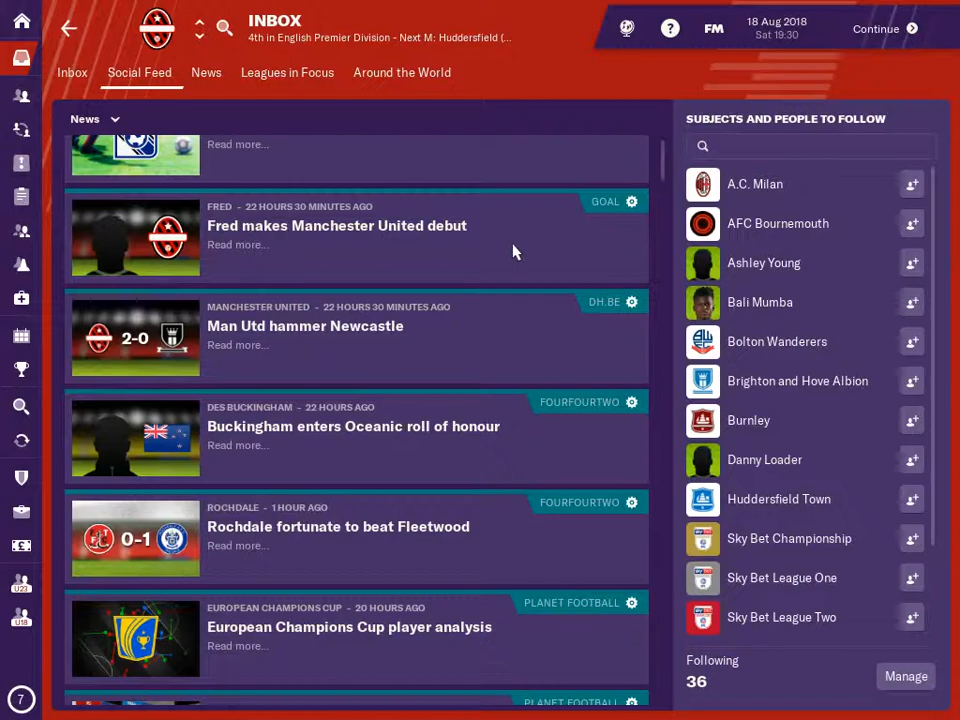 INBOX
4th in English Premier Division - Next M: Huddersfield (...
18 Aug 2018
Sat 19:30
?
FM
Continue
Inbox
Social Feed
News
Leagues in Focus
Around the World
News
Read more...
FRED - 22 HOURS 30 MINUTES AGO
GOAL
Fred makes Manchester United debut
Read more...
MANCHESTER UNITED - 22 HOURS 30 MINUTES AGO
DH.BE
2-0
Man Utd hammer Newcastle
Read more...
DES BUCKINGHAM - 22 HOURS AGO
FOURFOURTWO
Buckingham enters Oceanic roll of honour
Read more...
ROCHDALE - 1 HOUR AGO
FOURFOURTWO
0-1
Rochdale fortunate to beat Fleetwood
Read more...
EUROPEAN CHAMPIONS CUP - 20 HOURS AGO
PLANET FOOTBALL
European Champions Cup player analysis
Read more...
PLANET FOOTBALL
SUBJECTS AND PEOPLE TO FOLLOW
A.C. Milan
AFC Bournemouth
Ashley Young
Bali Mumba
Bolton Wanderers
Brighton and Hove Albion
Burnley
Danny Loader
Huddersfield Town
Sky Bet Championship
Sky Bet League One
Sky Bet League Two
Following
36
Manage
U23
U18
7